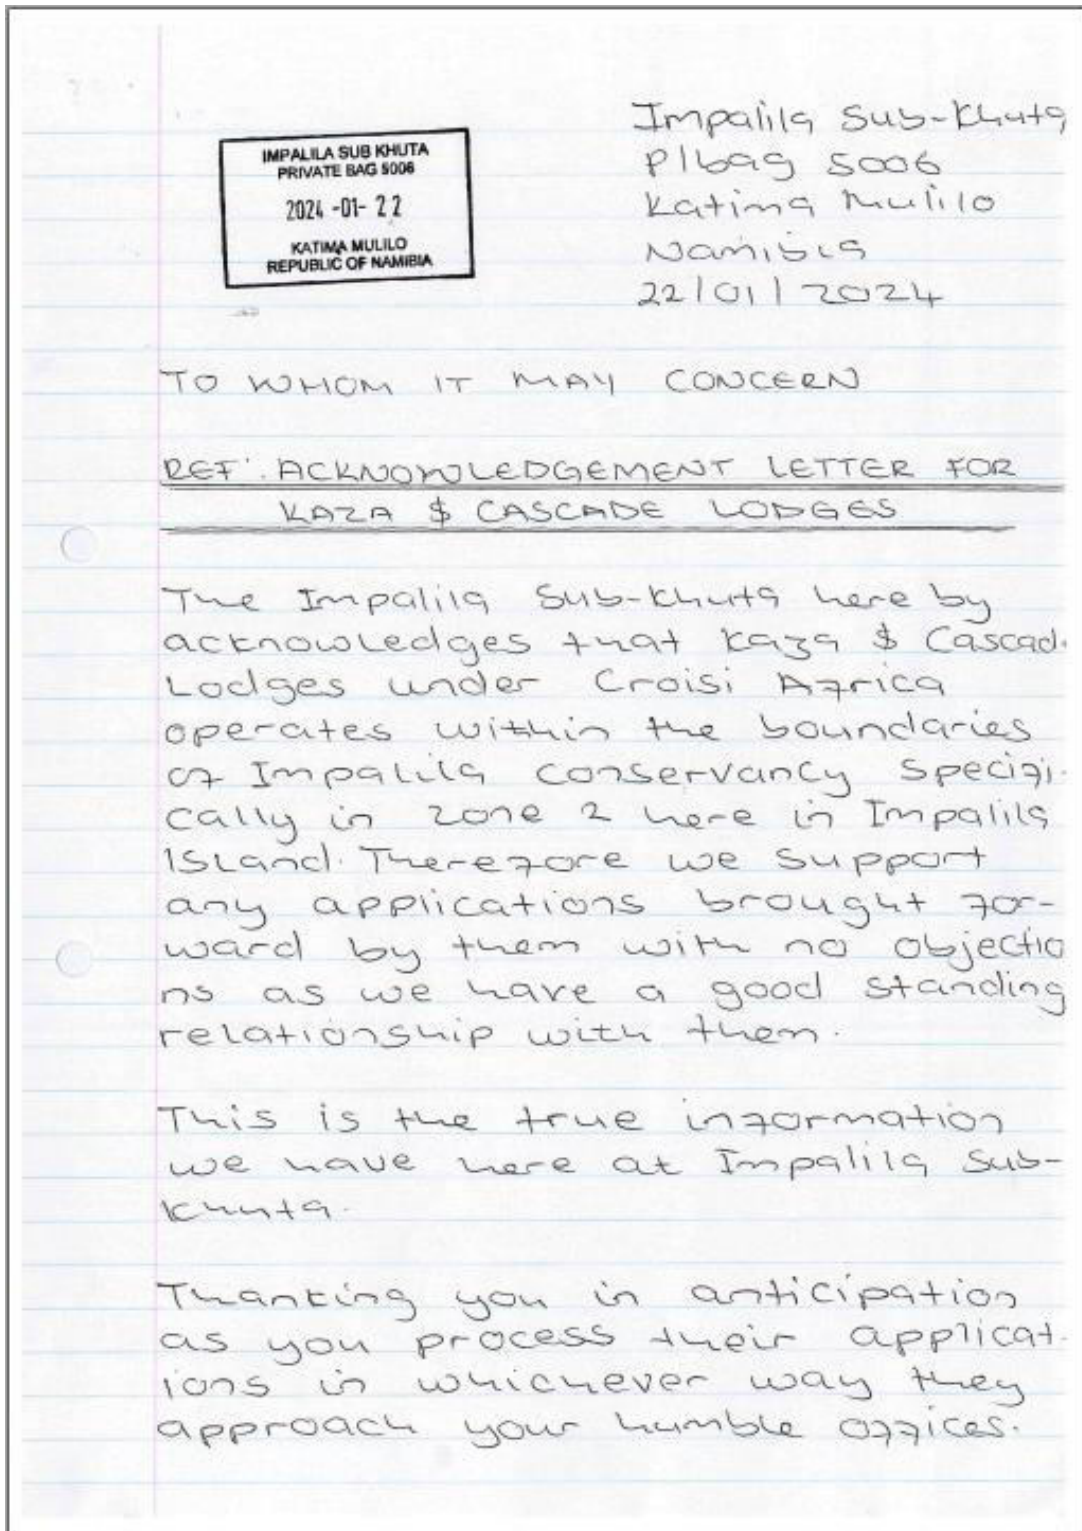 IMPALILA SUB KHUTA
PRIVATE BAG 5006
2024 -01- 22
KATIMA MULILO
REPUBLIC OF NAMIBIA
Impalila Sub-Khuta
P/bag 5006
Katima Mulilo
Namibia
22/01/2024
TO WHOM IT MAY CONCERN
REF: ACKNOWLEDGEMENT LETTER FOR
KAZA $ CASCADE LODGES
The Impalila Sub-Khuta here by
acknowledges that Kaza $ Cascad
Lodges under Croisi Africa
operates within the boundaries
of Impalila Conservancy Specifi-
cally in zone 2 here in Impalila
Island. Therefore we support
any applications brought for-
ward by them with no objectio
ns as we have a good standing
relationship with them.
This is the true information
we have here at Impalila Sub-
Khuta.
Thanking you in anticipation
as you process their applicat-
ions in whichever way they
approach your humble offices.